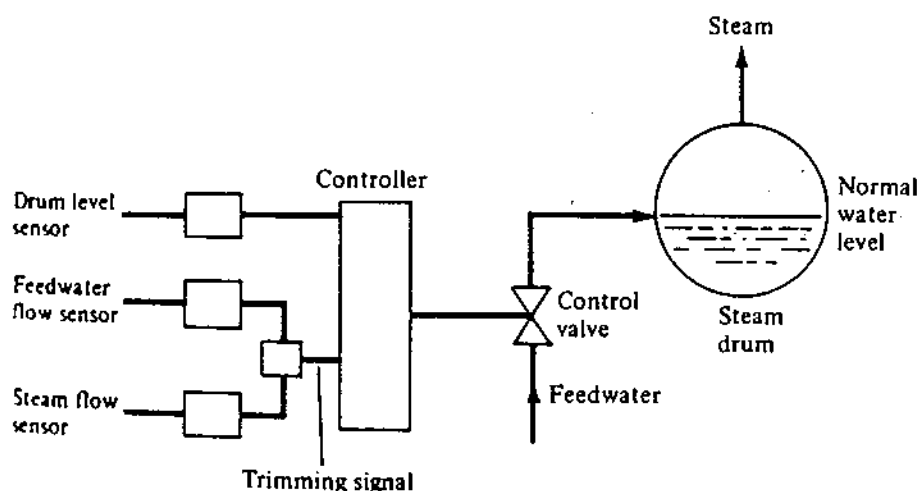 Steam
Controller
Drum level
sensor
Normal
water
level
Feedwater
flow sensor
Control
valve
Steam
drum
Steam flow
sensor
Feedwater
Trimming signal